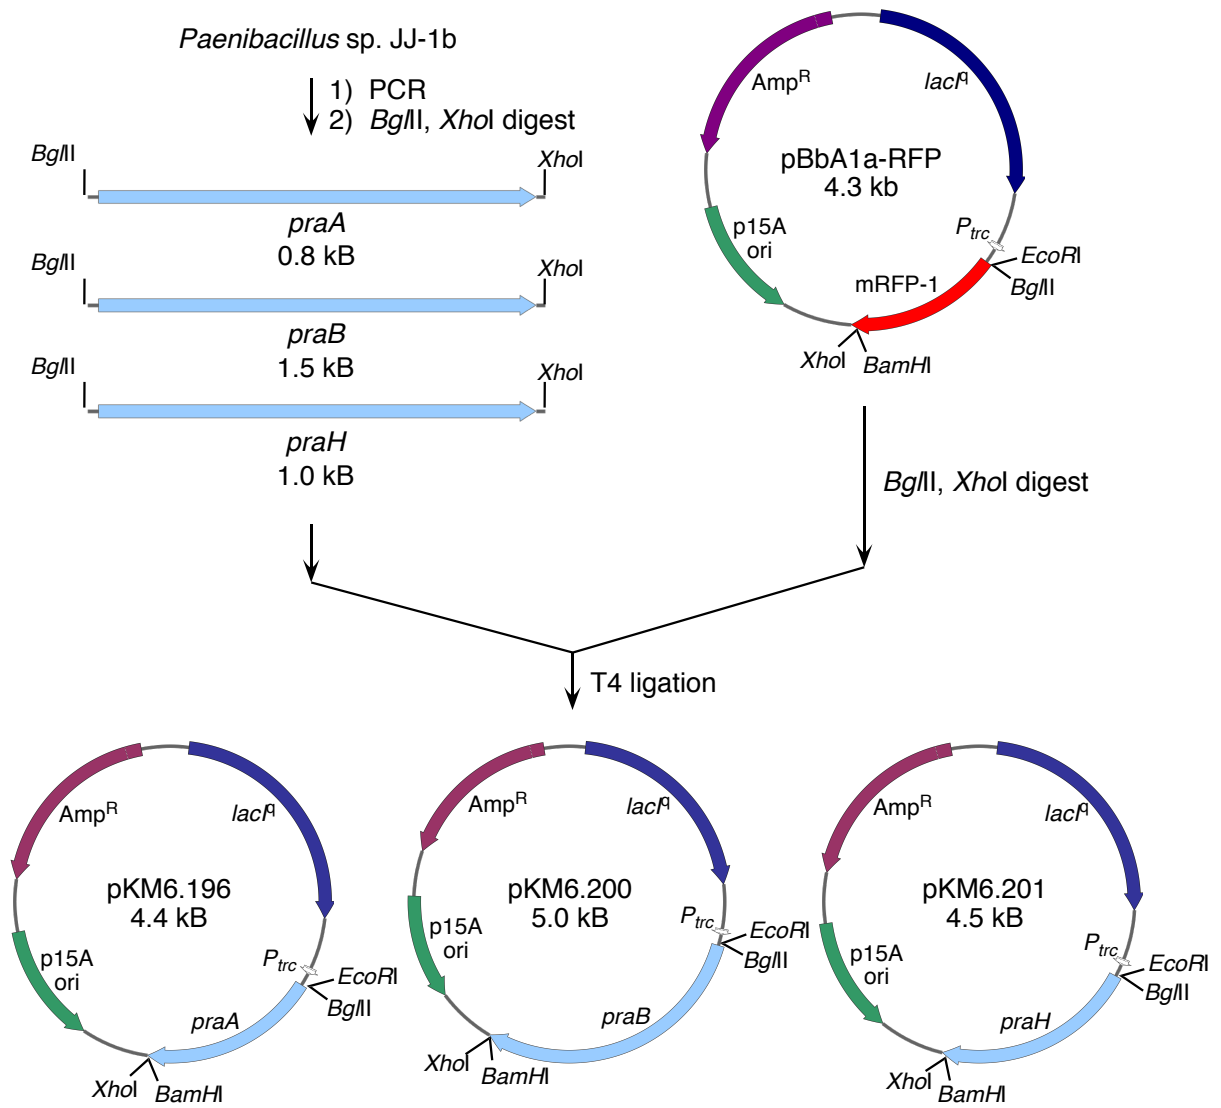 Paenibacillus sp. JJ-1b
1) PCR
2) BglII, XhoI digest
BglII
XhoI
praA
0.8 kB
BglII
XhoI
praB
1.5 kB
BglII
XhoI
praH
1.0 kB
AmpR
lacIq
pBbA1a-RFP
4.3 kb
p15A
ori
Ptrc
EcoRI
BglII
mRFP-1
XhoI
BamHI
BglII, XhoI digest
T4 ligation
AmpR
lacIq
pKM6.196
4.4 kB
p15A
ori
Ptrc
EcoRI
BglII
praA
XhoI
BamHI
AmpR
lacIq
pKM6.200
5.0 kB
p15A
ori
Ptrc
EcoRI
BglII
praB
XhoI
BamHI
AmpR
lacIq
pKM6.201
4.5 kB
p15A
ori
Ptrc
EcoRI
BglII
praH
XhoI
BamHI